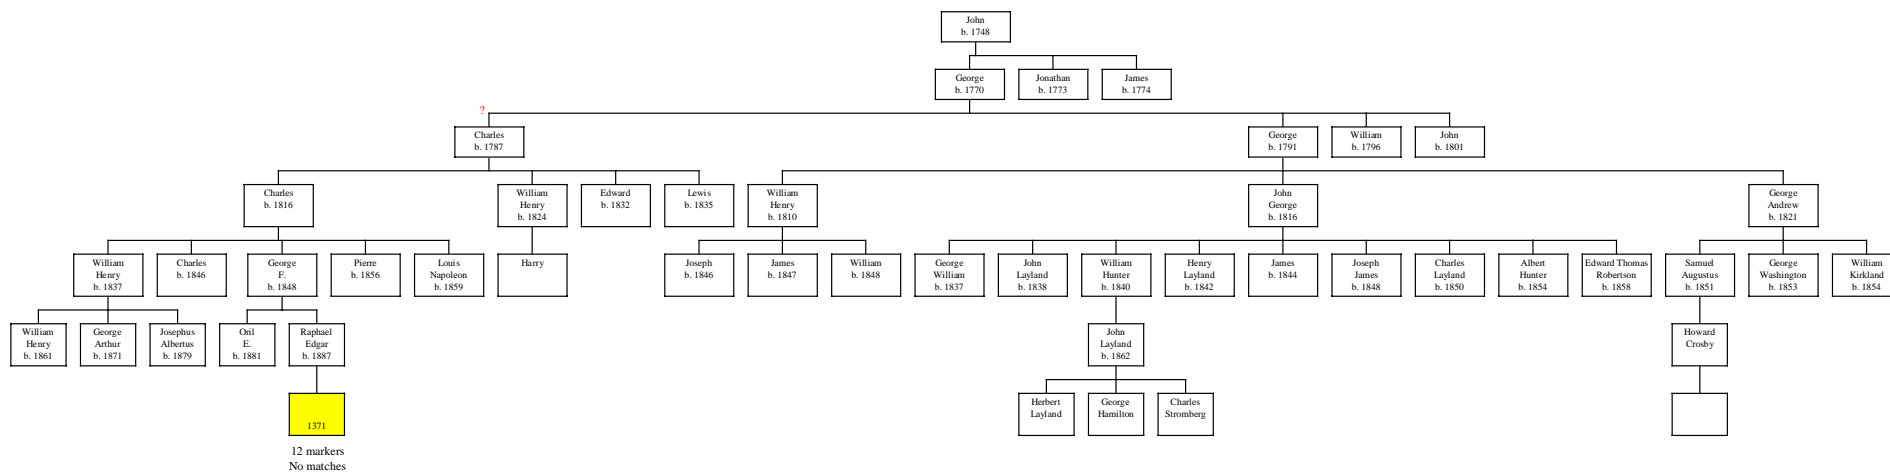 John
b. 1748
George
b. 1770
Jonathan
b. 1773
James
b. 1774
?
Charles
b. 1787
George
b. 1791
William
b. 1796
John
b. 1801
Charles
b. 1816
William
Henry
b. 1824
Edward
b. 1832
Lewis
b. 1835
William
Henry
b. 1810
John
George
b. 1816
George
Andrew
b. 1821
William
Henry
b. 1837
Charles
b. 1846
George
F.
b. 1848
Pierre
b. 1856
Louis
Napoleon
b. 1859
Harry
Joseph
b. 1846
James
b. 1847
William
b. 1848
George
William
b. 1837
John
Layland
b. 1838
William
Hunter
b. 1840
Henry
Layland
b. 1842
James
b. 1844
Joseph
James
b. 1848
Charles
Layland
b. 1850
Albert
Hunter
b. 1854
Edward Thomas
Robertson
b. 1858
Samuel
Augustus
b. 1851
George
Washington
b. 1853
William
Kirkland
b. 1854
William
Henry
b. 1861
George
Arthur
b. 1871
Josephus
Albertus
b. 1879
Oril
E.
b. 1881
Raphael
Edgar
b. 1887
John
Layland
b. 1862
Howard
Crosby
1371
Herbert
Layland
George
Hamilton
Charles
Stromberg
12 markers
No matches